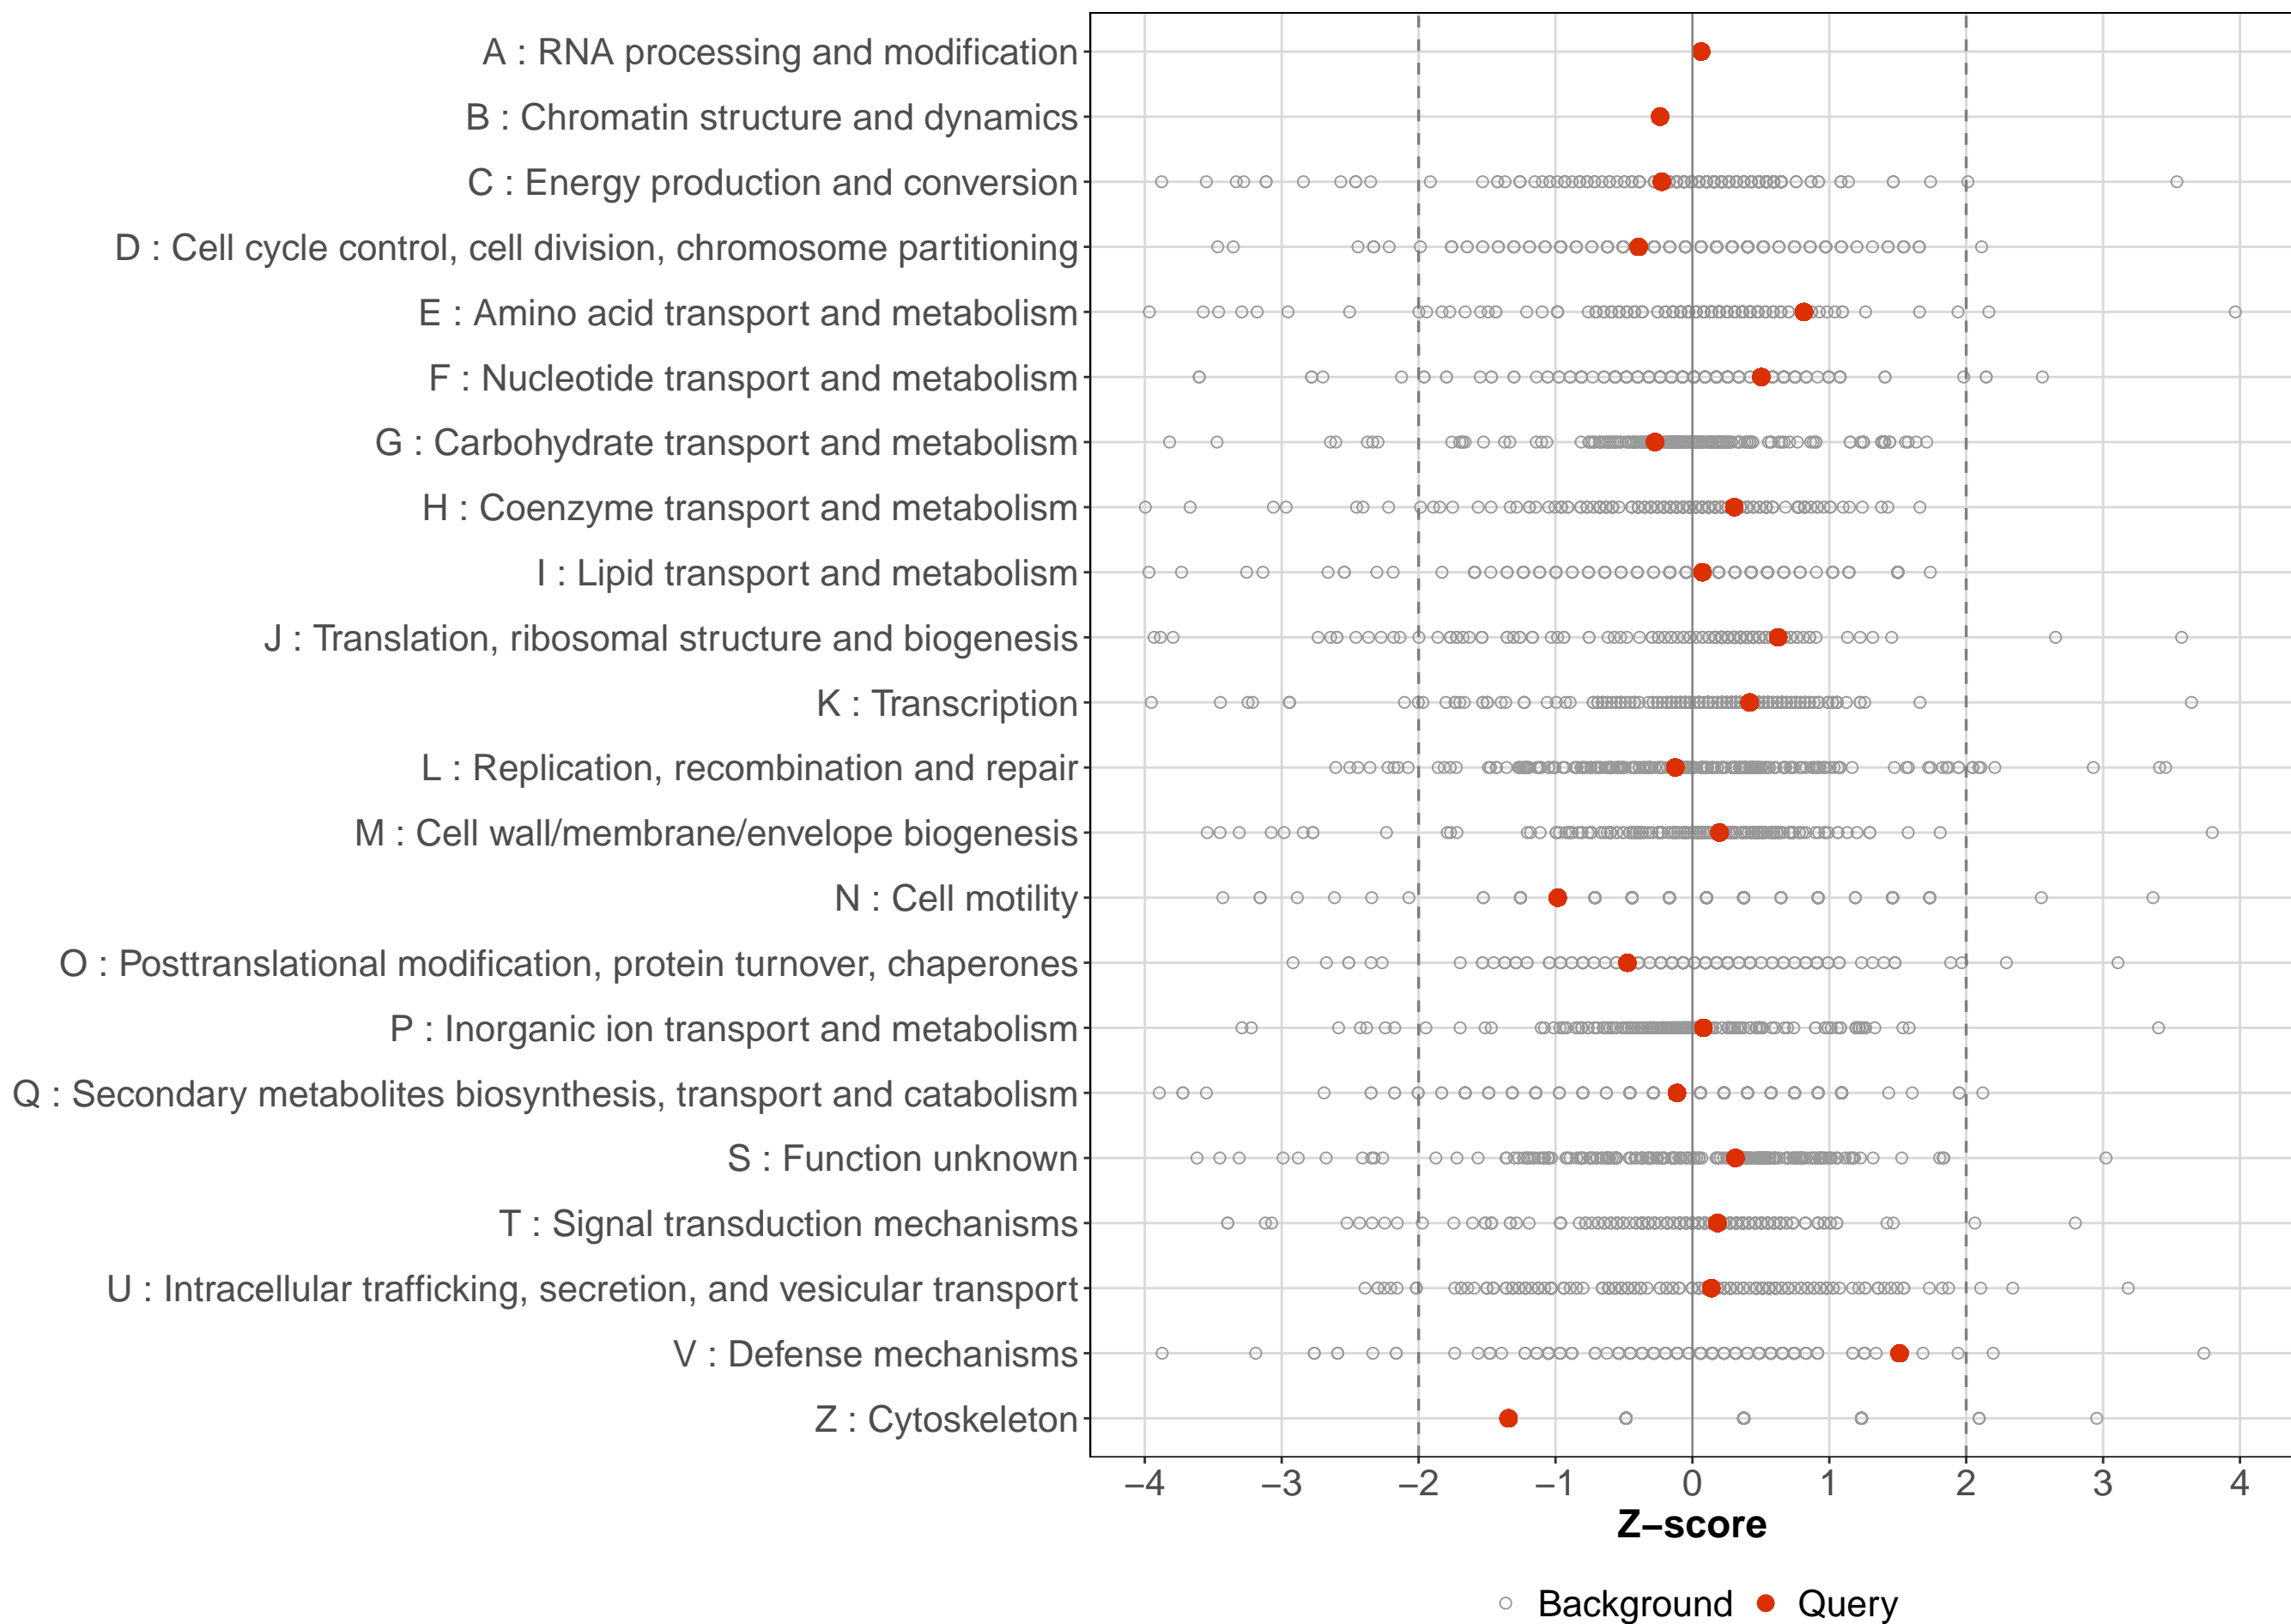 A : RNA processing and modification
B : Chromatin structure and dynamics
C : Energy production and conversion
D : Cell cycle control, cell division, chromosome partitioning
E : Amino acid transport and metabolism
F : Nucleotide transport and metabolism
G : Carbohydrate transport and metabolism
H : Coenzyme transport and metabolism
I : Lipid transport and metabolism
J : Translation, ribosomal structure and biogenesis
K : Transcription
L : Replication, recombination and repair
M : Cell wall/membrane/envelope biogenesis
N : Cell motility
O : Posttranslational modification, protein turnover, chaperones
P : Inorganic ion transport and metabolism
Q : Secondary metabolites biosynthesis, transport and catabolism
S : Function unknown
T : Signal transduction mechanisms
U : Intracellular trafficking, secretion, and vesicular transport
V : Defense mechanisms
Z : Cytoskeleton
−4 −3 −2 −1 0 1 2 3 4
Z−score
Background Query